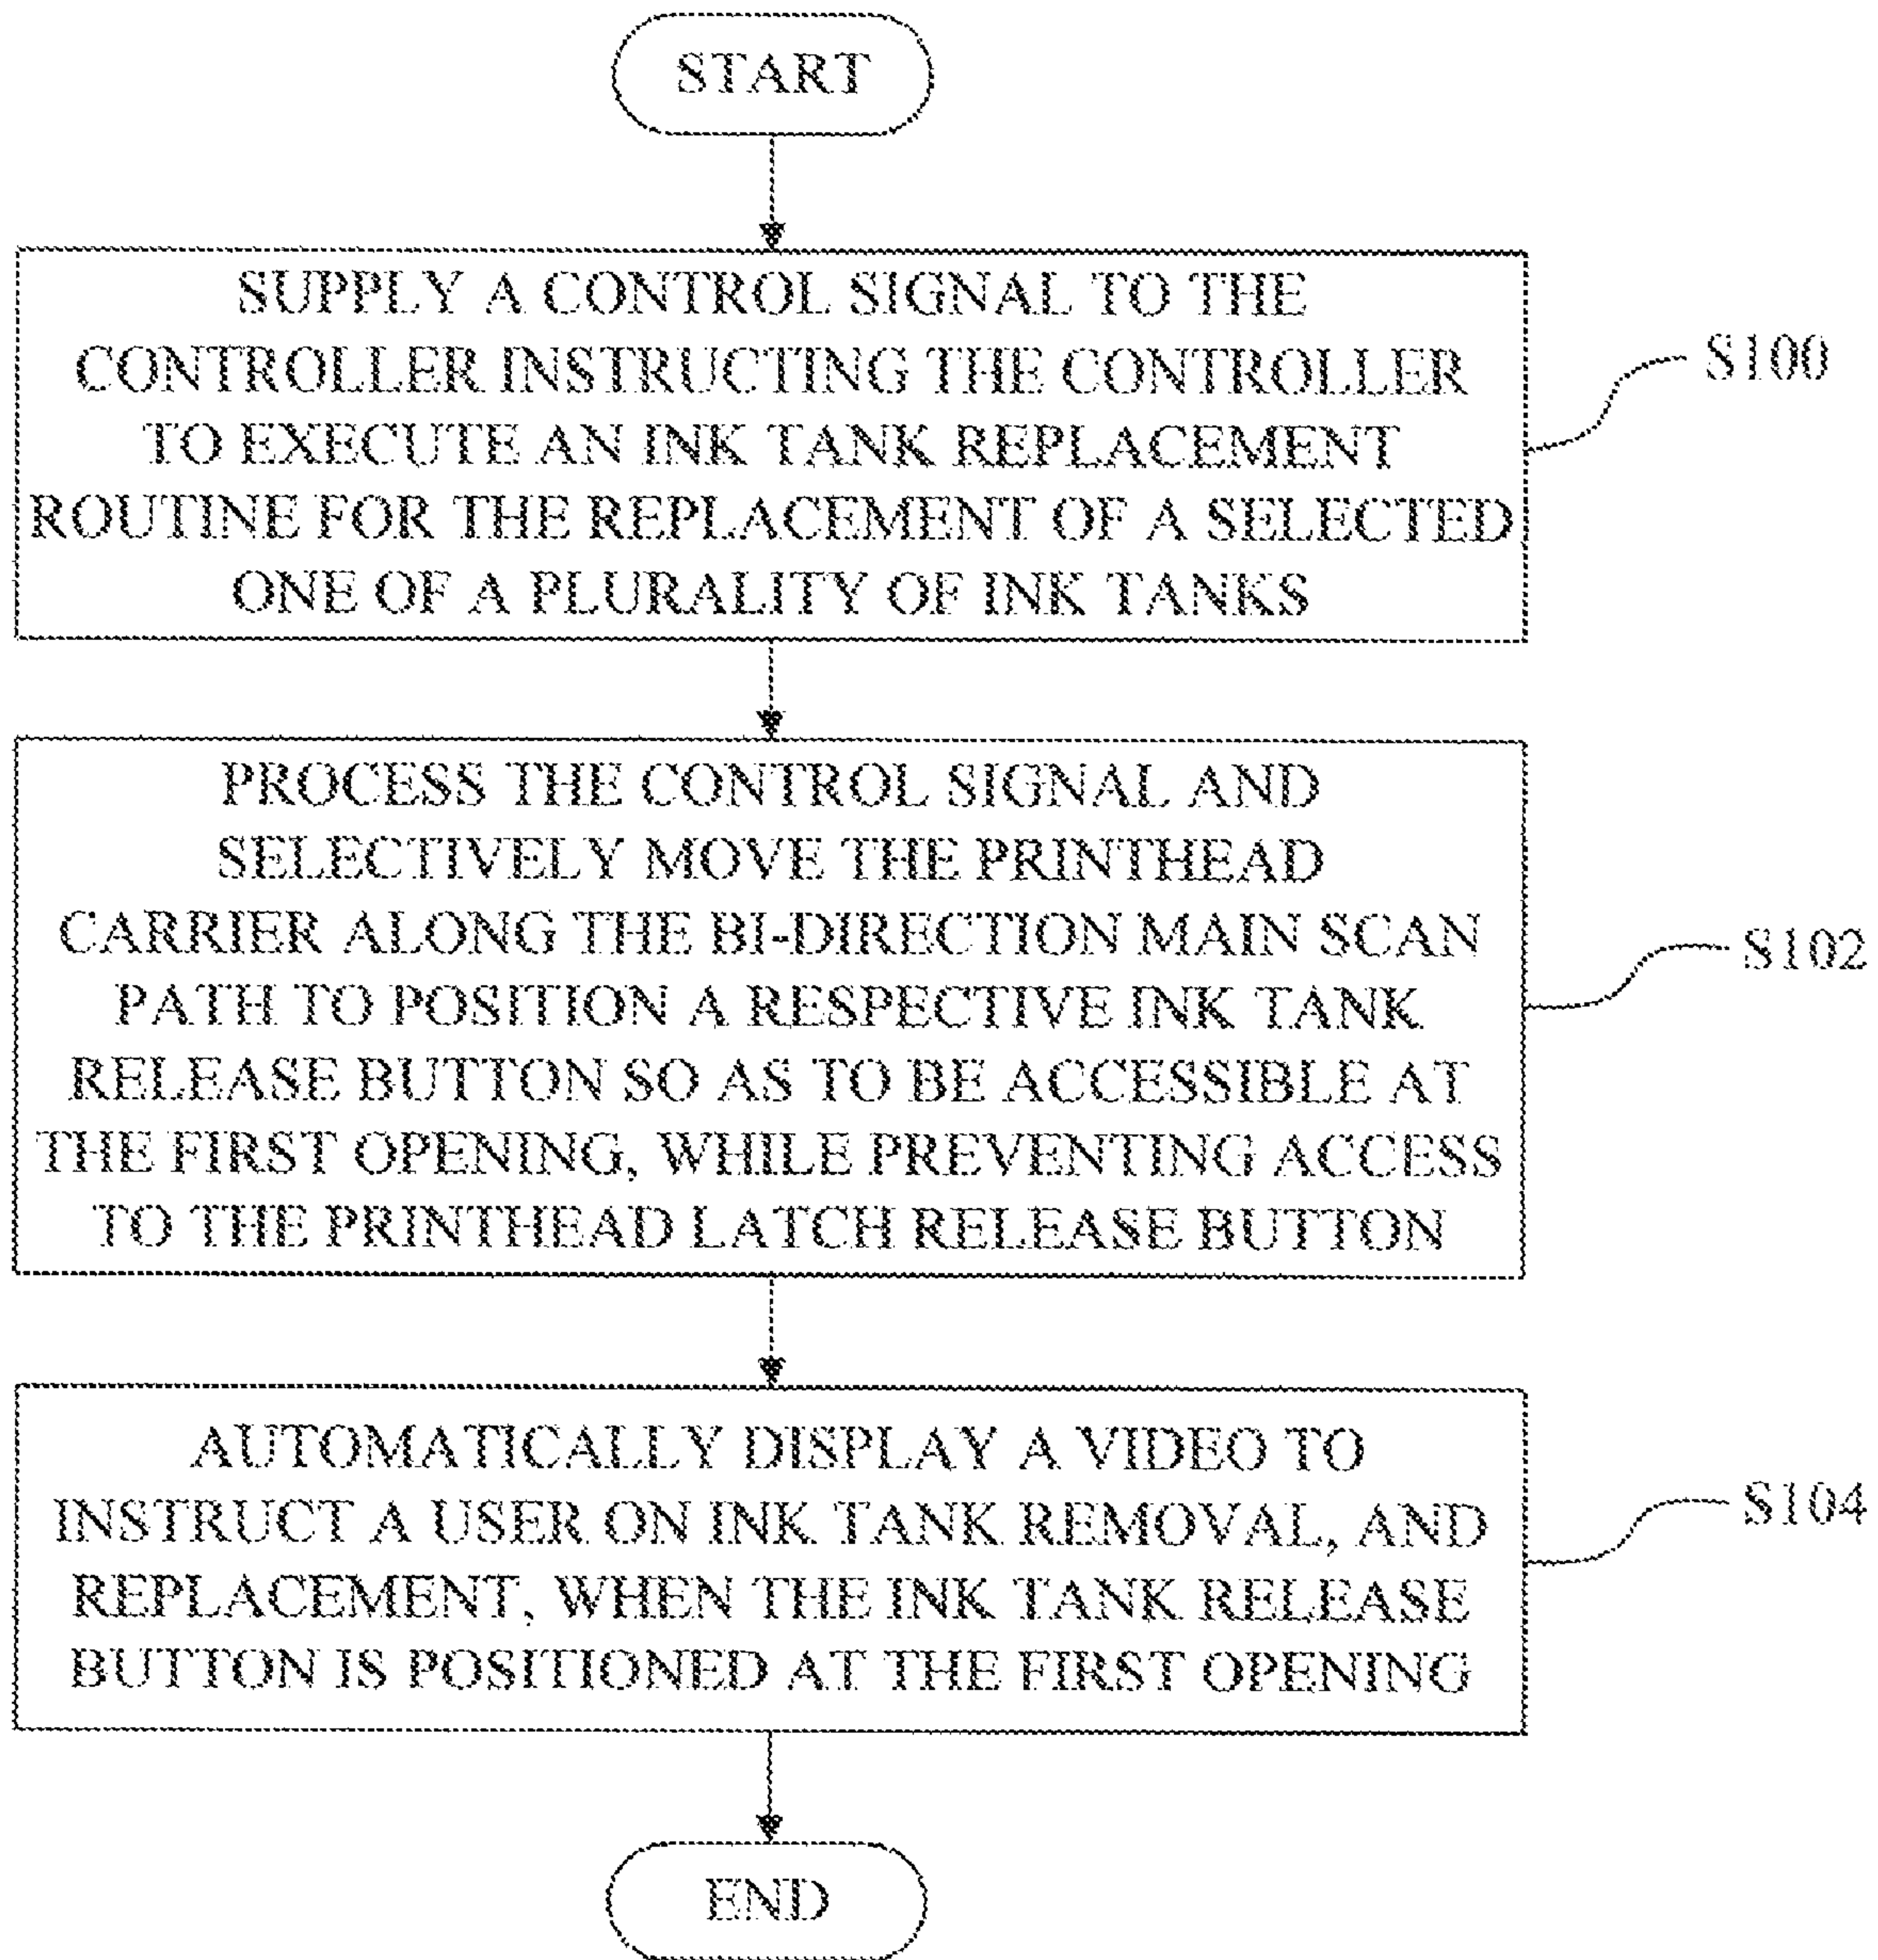 START
SUPPLY A CONTROL SIGNAL TO THE
CONTROLLER INSTRUCTING THE CONTROLLER
TO EXECUTE AN INK TANK REPLACEMENT
ROUTINE FOR THE REPLACEMENT OF A SELECTED
ONE OF A PLURALITY OF INK TANKS
S100
PROCESS THE CONTROL SIGNAL AND
SELECTIVELY MOVE THE PRINTHEAD
CARRIER ALONG THE BI-DIRECTION MAIN SCAN
PATH TO POSITION A RESPECTIVE INK TANK
RELEASE BUTTON SO AS TO BE ACCESSIBLE AT
THE FIRST OPENING, WHILE PREVENTING ACCESS
TO THE PRINTHEAD LATCH RELEASE BUTTON
S102
AUTOMATICALLY DISPLAY A VIDEO TO
INSTRUCT A USER ON INK TANK REMOVAL, AND
REPLACEMENT, WHEN THE INK TANK RELEASE
BUTTON IS POSITIONED AT THE FIRST OPENING
S104
END